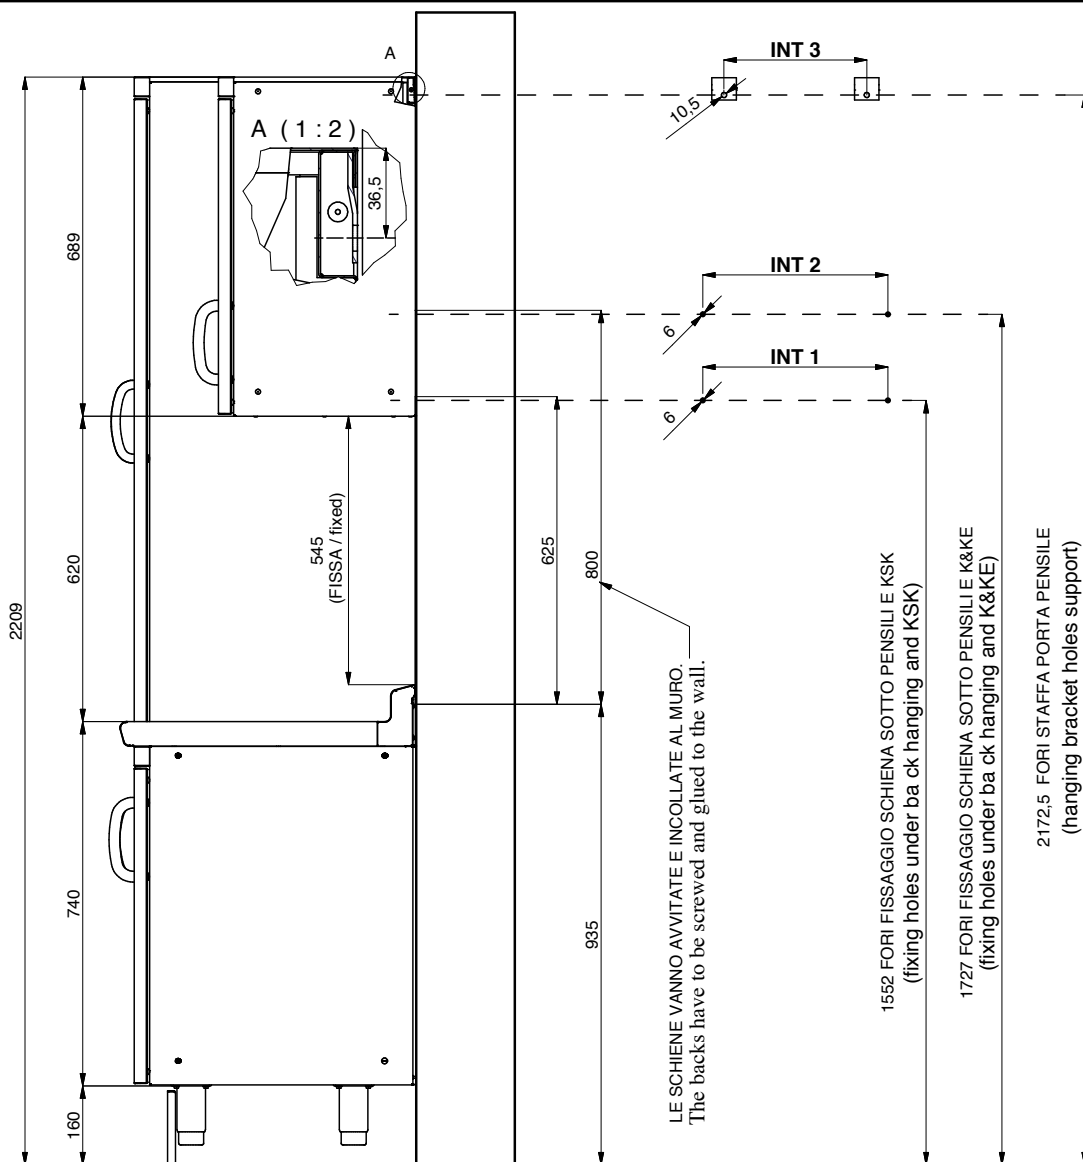 A
INT 3
10,5
A ( 1 : 2 )
36,5
689
INT 2
6
INT 1
6
545
(FISSA / fixed)
625
800
620
2209
LE SCHIENE VANNO AVVITATE E INCOLLATE AL MURO.
The backs have to be screwed and glued to the wall.
1552 FORI FISSAGGIO SCHIENA SOTTO PENSILI E KSK
(fixing holes under ba ck hanging and KSK)
1727 FORI FISSAGGIO SCHIENA SOTTO PENSILI E K&KE
(fixing holes under ba ck hanging and K&KE)
2172,5 FORI STAFFA PORTA PENSILE
(hanging bracket holes support)
740
935
160